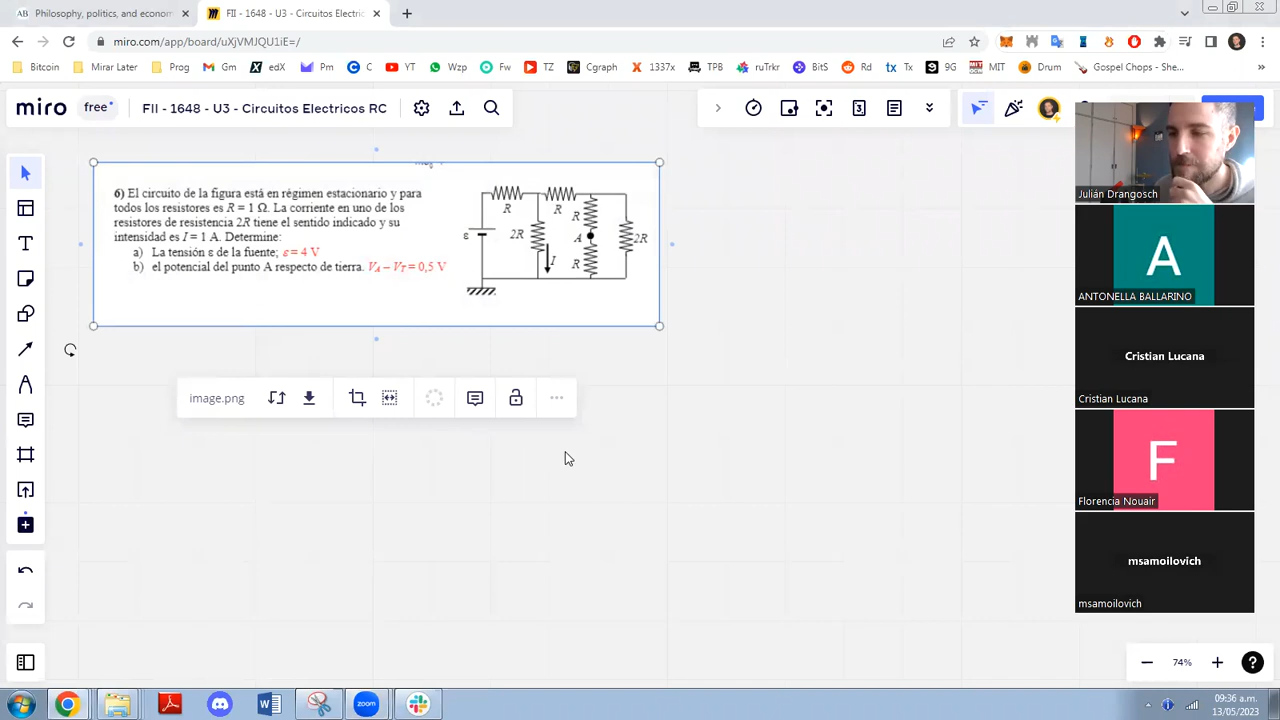 Philosophy, politics, and econom
FII - 1648 - U3 - Circuitos Electric
miro.com/app/board/uXjVMJQU1iE=/
Bitcoin
Mirar Later
Prog
Gm
edX
Pm
C
YT
Wzp
Fw
TZ
Cgraph
1337x
TPB
ruTrkr
BitS
Rd
Tx
9G
MIT
Drum
Gospel Chops - She...
miro
free
FII - 1648 - U3 - Circuitos Electricos RC
6) El circuito de la figura está en régimen estacionario y para
todos los resistores es R = 1 Ω. La corriente en uno de los
resistores de resistencia 2R tiene el sentido indicado y su
intensidad es I = 1 A. Determine:
a) La tensión ε de la fuente; ε = 4 V
b) el potencial del punto A respecto de tierra. VA – VT = 0,5 V
R
R
R
ε
2R
A
2R
I
R
image.png
Julián Drangosch
A
ANTONELLA BALLARINO
Cristian Lucana
Cristian Lucana
F
Florencia Nouair
msamoilovich
msamoilovich
74%
09:36 a.m.
13/05/2023